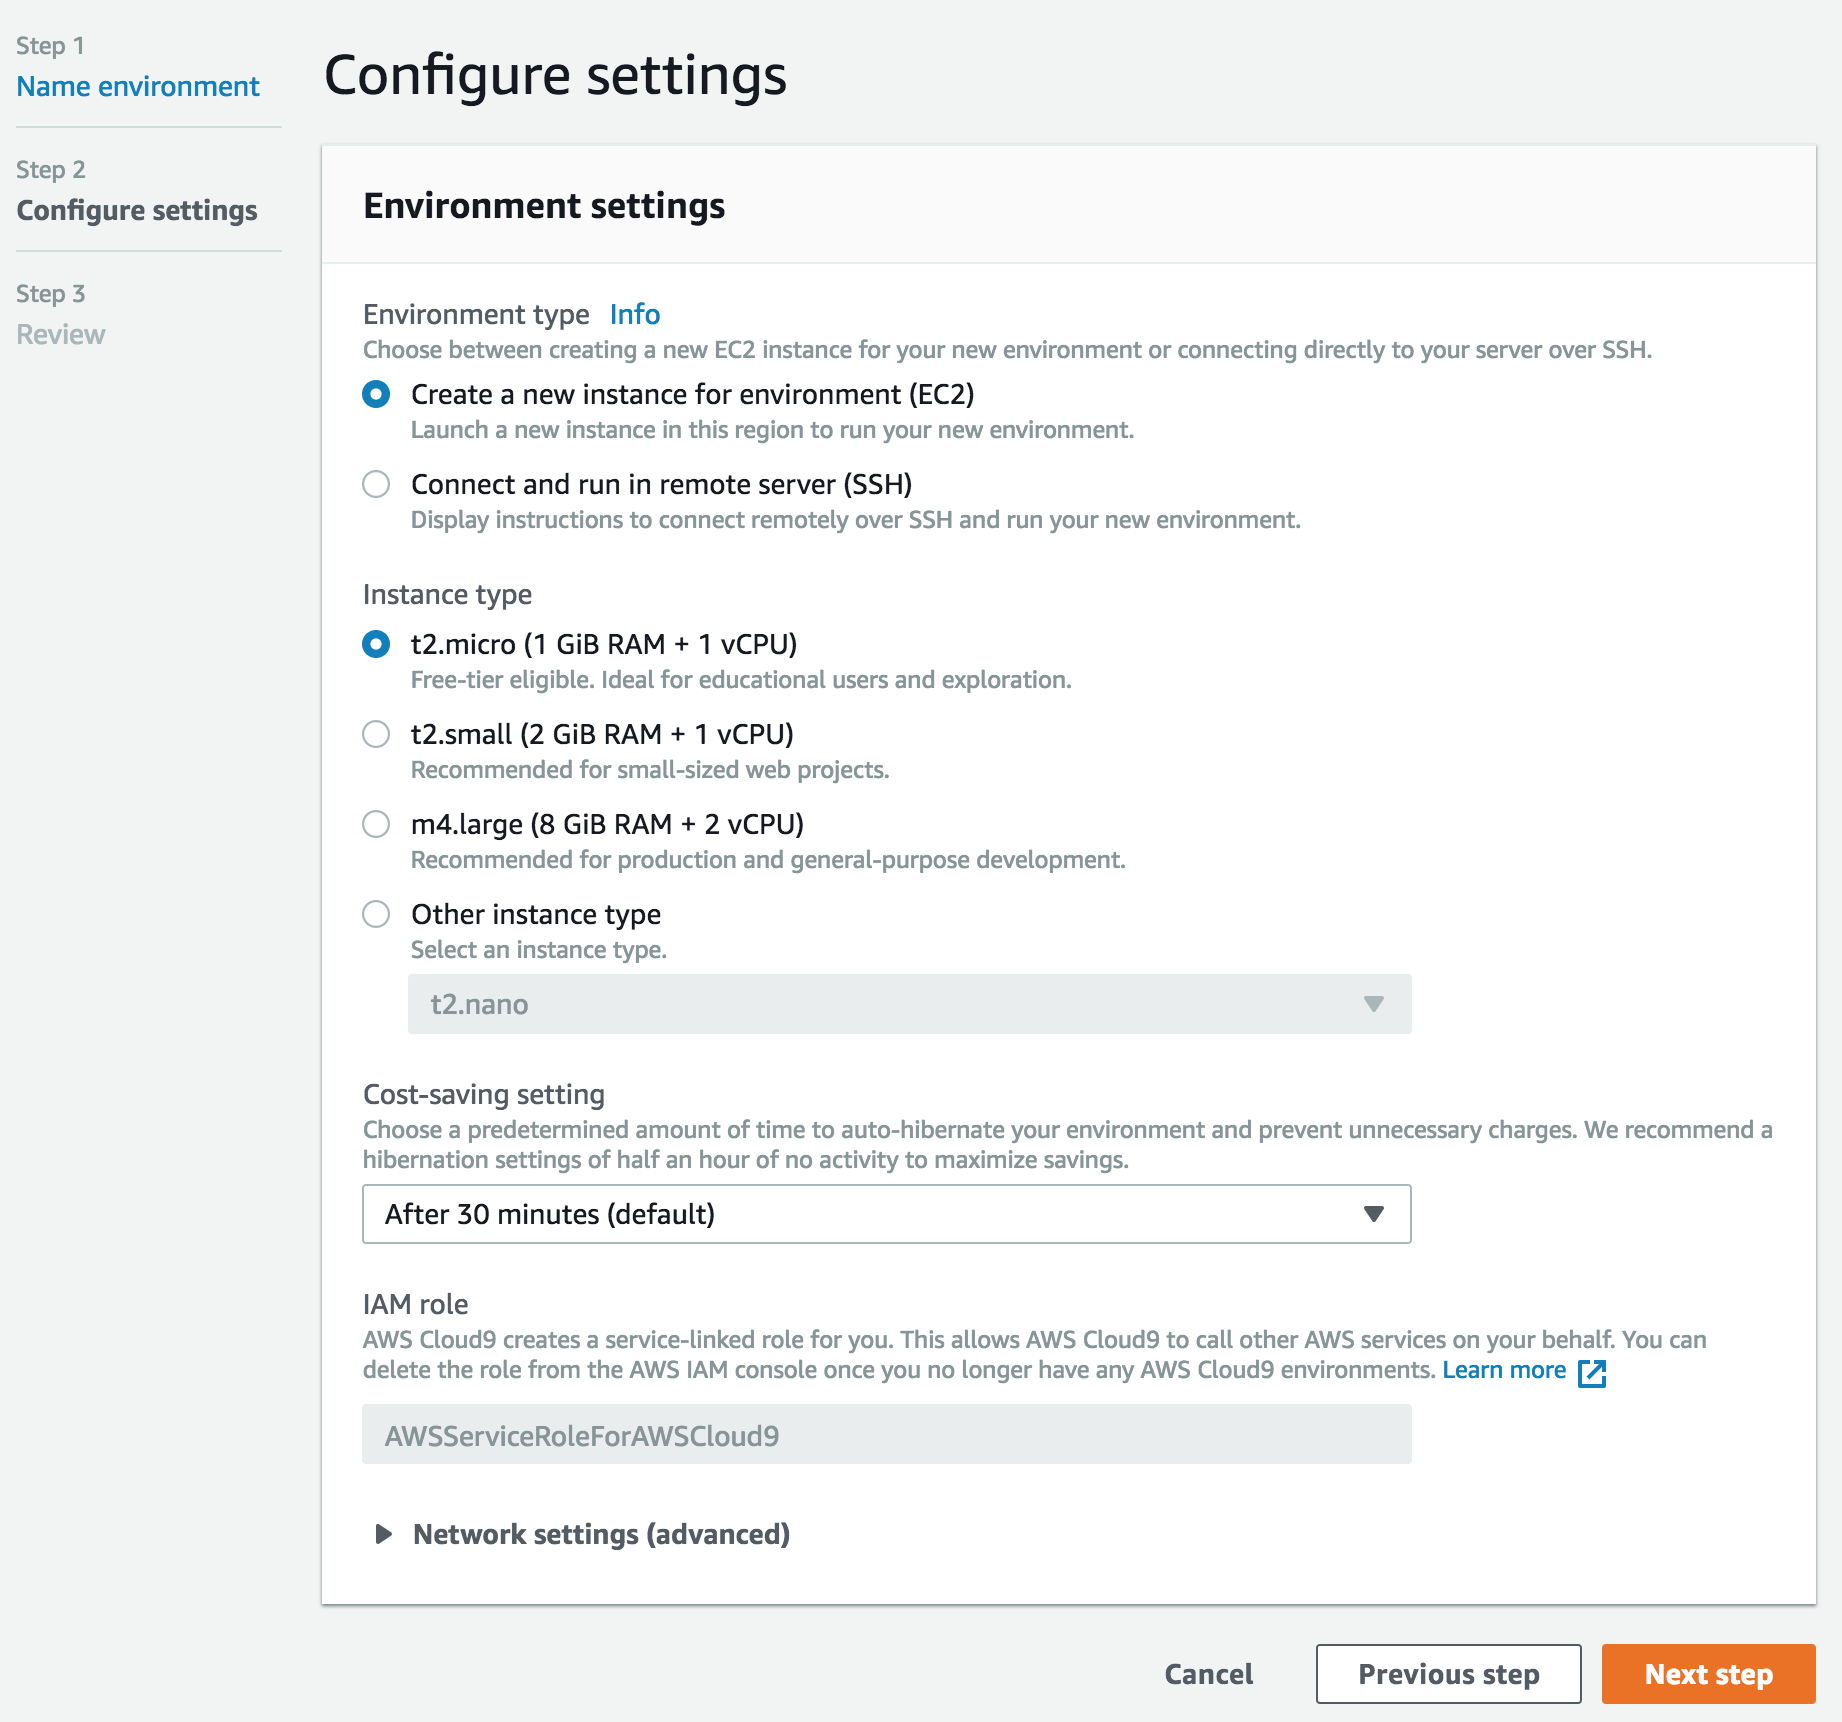 Step 1
Name environment
Step 2
Configure settings
Step 3
Review
Configure settings
Environment settings
Environment type Info
Choose between creating a new EC2 instance for your new environment or connecting directly to your server over SSH.
Create a new instance for environment (EC2)
Launch a new instance in this region to run your new environment.
Connect and run in remote server (SSH)
Display instructions to connect remotely over SSH and run your new environment.
Instance type
t2.micro (1 GiB RAM + 1 vCPU)
Free-tier eligible. Ideal for educational users and exploration.
t2.small (2 GiB RAM + 1 vCPU)
Recommended for small-sized web projects.
m4.large (8 GiB RAM + 2 vCPU)
Recommended for production and general-purpose development.
Other instance type
Select an instance type.
t2.nano
Cost-saving setting
Choose a predetermined amount of time to auto-hibernate your environment and prevent unnecessary charges. We recommend a
hibernation settings of half an hour of no activity to maximize savings.
After 30 minutes (default)
IAM role
AWS Cloud9 creates a service-linked role for you. This allows AWS Cloud9 to call other AWS services on your behalf. You can
delete the role from the AWS IAM console once you no longer have any AWS Cloud9 environments. Learn more
AWSServiceRoleForAWSCloud9
Network settings (advanced)
Cancel
Previous step
Next step